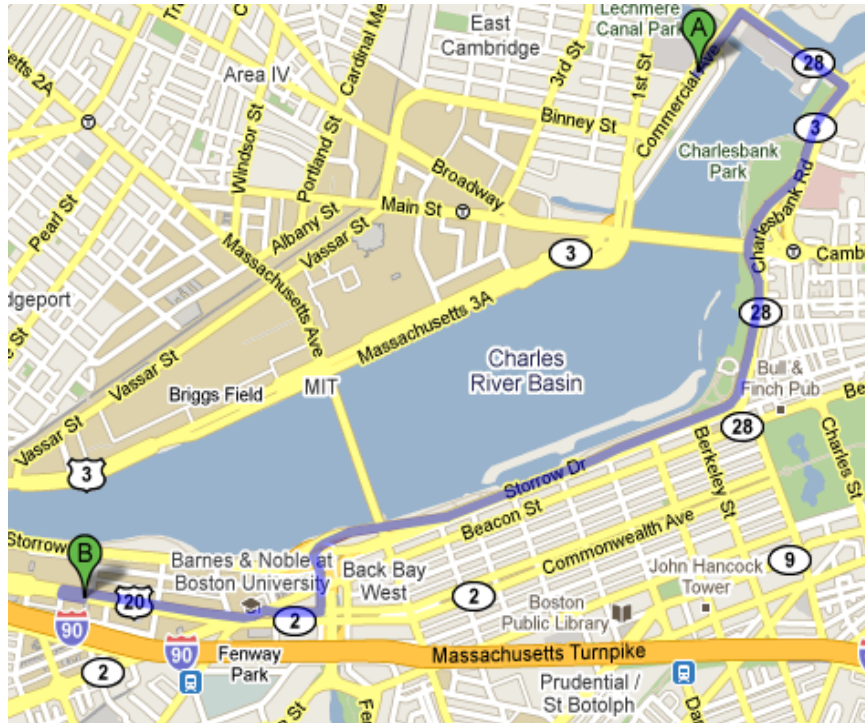 Lechmere
Canal Park
East
Cambridge
Cardinal Me
3rd St
1st St
A
Commercial Ave
28
Area IV
2A
Windsor St
Portland St
Binney St
3
Charlesbank
Park
Charlesbank Rd
Broadway
Main St
Albany St
Vassar St
Pearl St
Massachusetts Ave
3
Camb
dgeport
Massachusetts 3A
28
Charles
River Basin
Vassar St
Briggs Field
MIT
Bull &
Finch Pub
28
Vassar St
3
Storrow Dr
Berkeley St
Charles St
Beacon St
Commonwealth Ave
Storrow
B
Barnes & Noble at
Boston University
Back Bay
West
John Hancock
Tower
9
20
2
2
Boston
Public Library
90
90
Fenway
Park
Massachusetts Turnpike
2
Prudential /
St Botolph